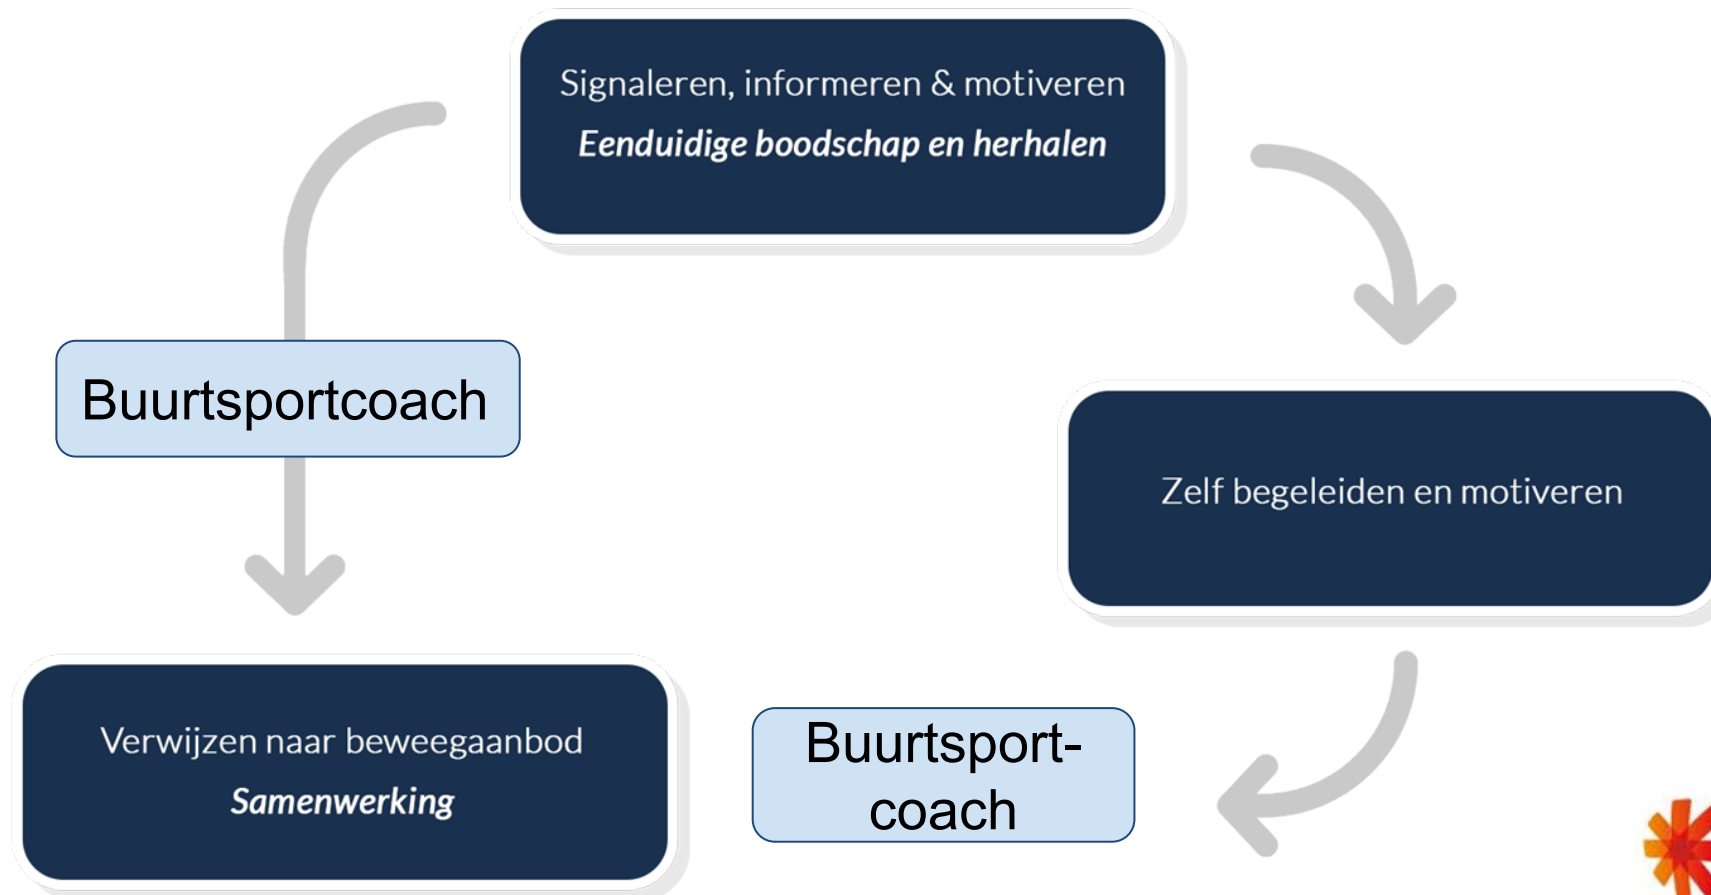 Signaleren, informeren & motiveren
Eenduidige boodschap en herhalen
Buurtsportcoach
Zelf begeleiden en motiveren
Verwijzen naar beweegaanbod
Samenwerking
Buurtsport-
coach